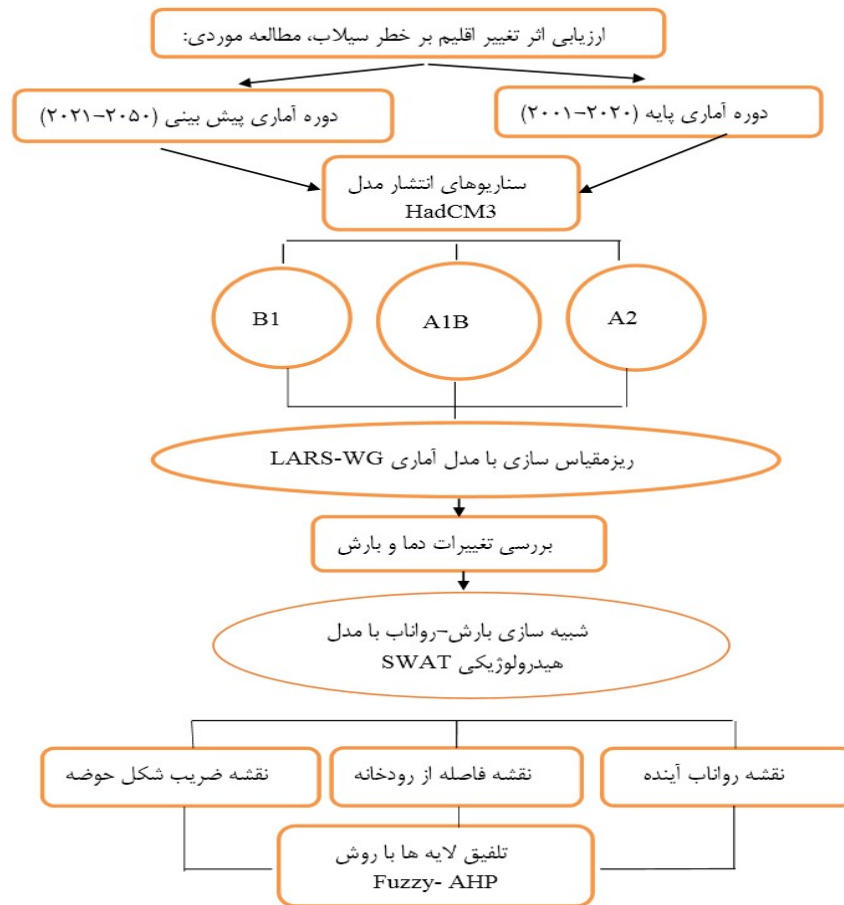 ارزیابی اثر تغییر اقلیم بر خطر سیلاب، مطالعه موردی:
دوره آماری پایه (۲۰۲۰-۲۰۰۱)
دوره آماری پیش بینی (۲۰۵۰-۲۰۲۱)
سناریوهای انتشار مدل
HadCM3
A2
A1B
B1
ریزمقیاس سازی با مدل آماری LARS-WG
بررسی تغییرات دما و بارش
شبیه سازی بارش-رواناب با مدل
هیدرولوژیکی SWAT
نقشه رواناب آینده
نقشه فاصله از رودخانه
نقشه ضریب شکل حوضه
تلفیق لایه ها با روش
Fuzzy- AHP